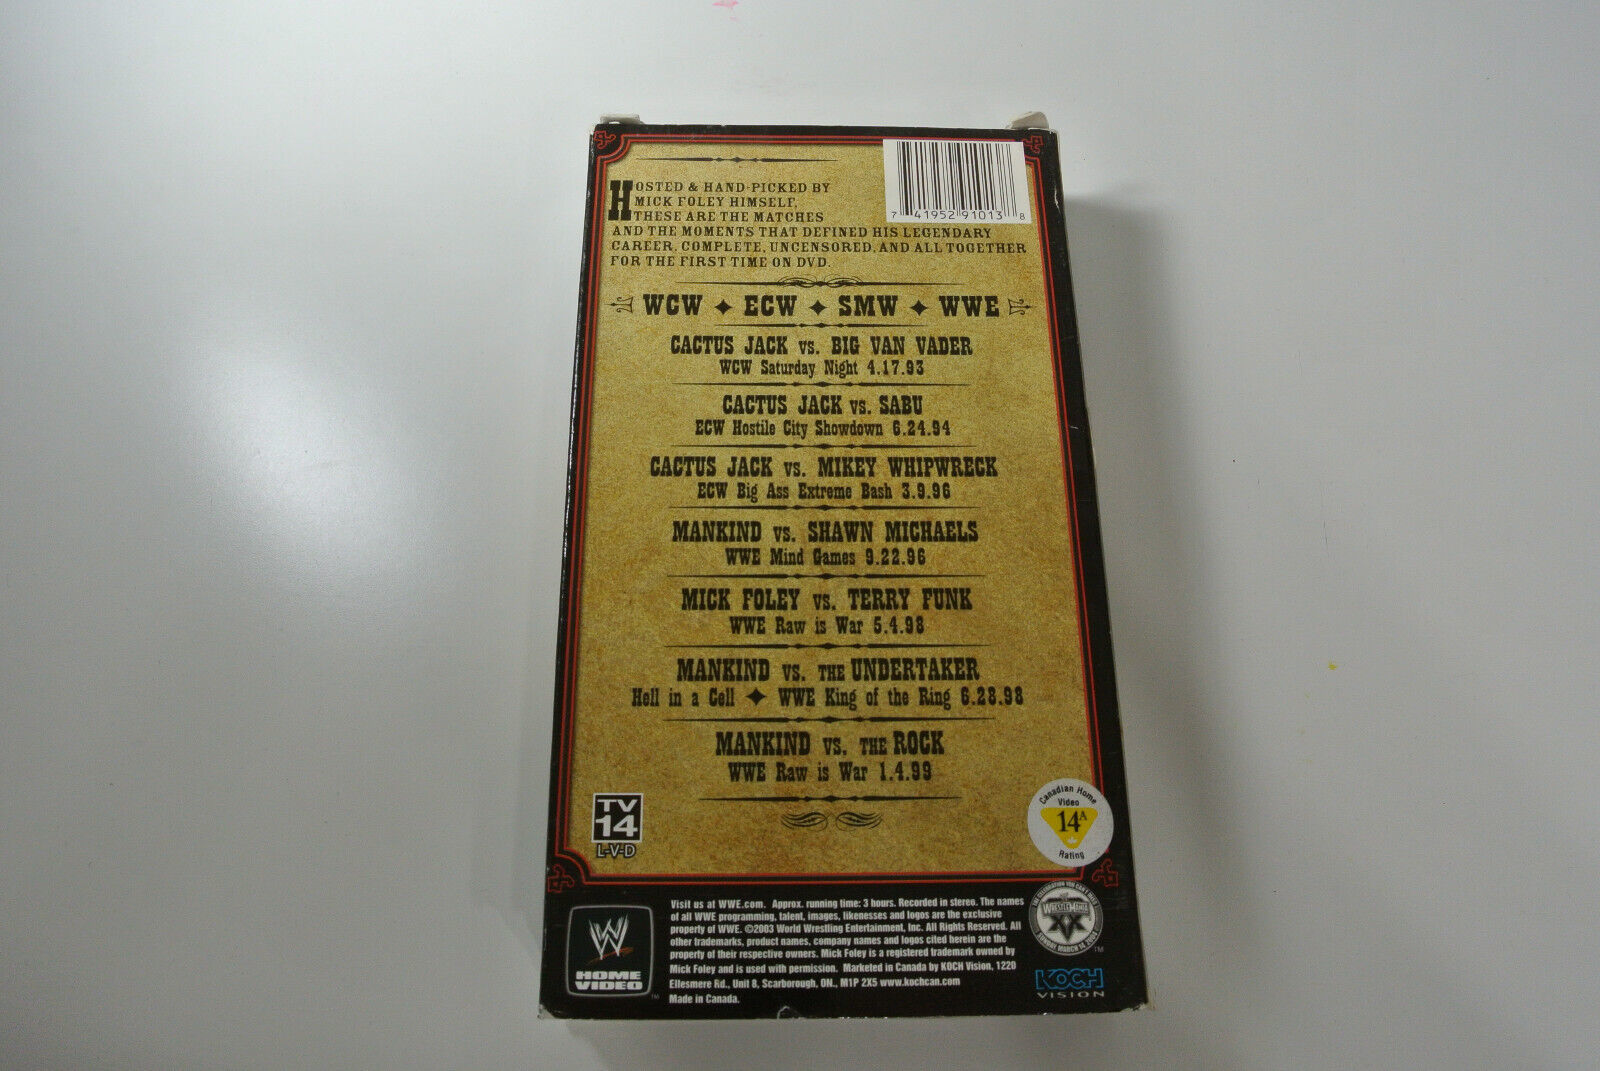 HOSTED & HAND-PICKED BY
MICK FOLEY HIMSELF,
THESE ARE THE MATCHES
AND THE MOMENTS THAT DEFINED HIS LEGENDARY
CAREER. COMPLETE, UNCENSORED, AND ALL TOGETHER
FOR THE FIRST TIME ON DVD.
7 41952 91013 8
WCW ✦ ECW ✦ SMW ✦ WWE
CACTUS JACK VS. BIG VAN VADER
WCW Saturday Night 4.17.93
CACTUS JACK VS. SABU
ECW Hostile City Showdown 6.24.94
CACTUS JACK VS. MIKEY WHIPWRECK
ECW Big Ass Extreme Bash 3.9.96
MANKIND VS. SHAWN MICHAELS
WWE Mind Games 9.22.96
MICK FOLEY VS. TERRY FUNK
WWE Raw is War 5.4.98
MANKIND VS. THE UNDERTAKER
Hell in a Cell ✦ WWE King of the Ring 6.28.98
MANKIND VS. THE ROCK
WWE Raw is War 1.4.99
TV
14
L-V-D
Canadian Home
Video
14A
Rating
W
HOME
VIDEO
™
Visit us at WWE.com. Approx. running time: 3 hours. Recorded in stereo. The names
of all WWE programming, talent, images, likenesses and logos are the exclusive
property of WWE. ©2003 World Wrestling Entertainment, Inc. All Rights Reserved. All
other trademarks, product names, company names and logos cited herein are the
property of their respective owners. Mick Foley is a registered trademark owned by
Mick Foley and is used with permission. Marketed in Canada by KOCH Vision, 1220
Ellesmere Rd., Unit 8, Scarborough, ON., M1P 2X5 www.kochcan.com
Made in Canada.
WRESTLEMANIA
XX
SUNDAY, MARCH 14, 2004
™
KOCH
VISION